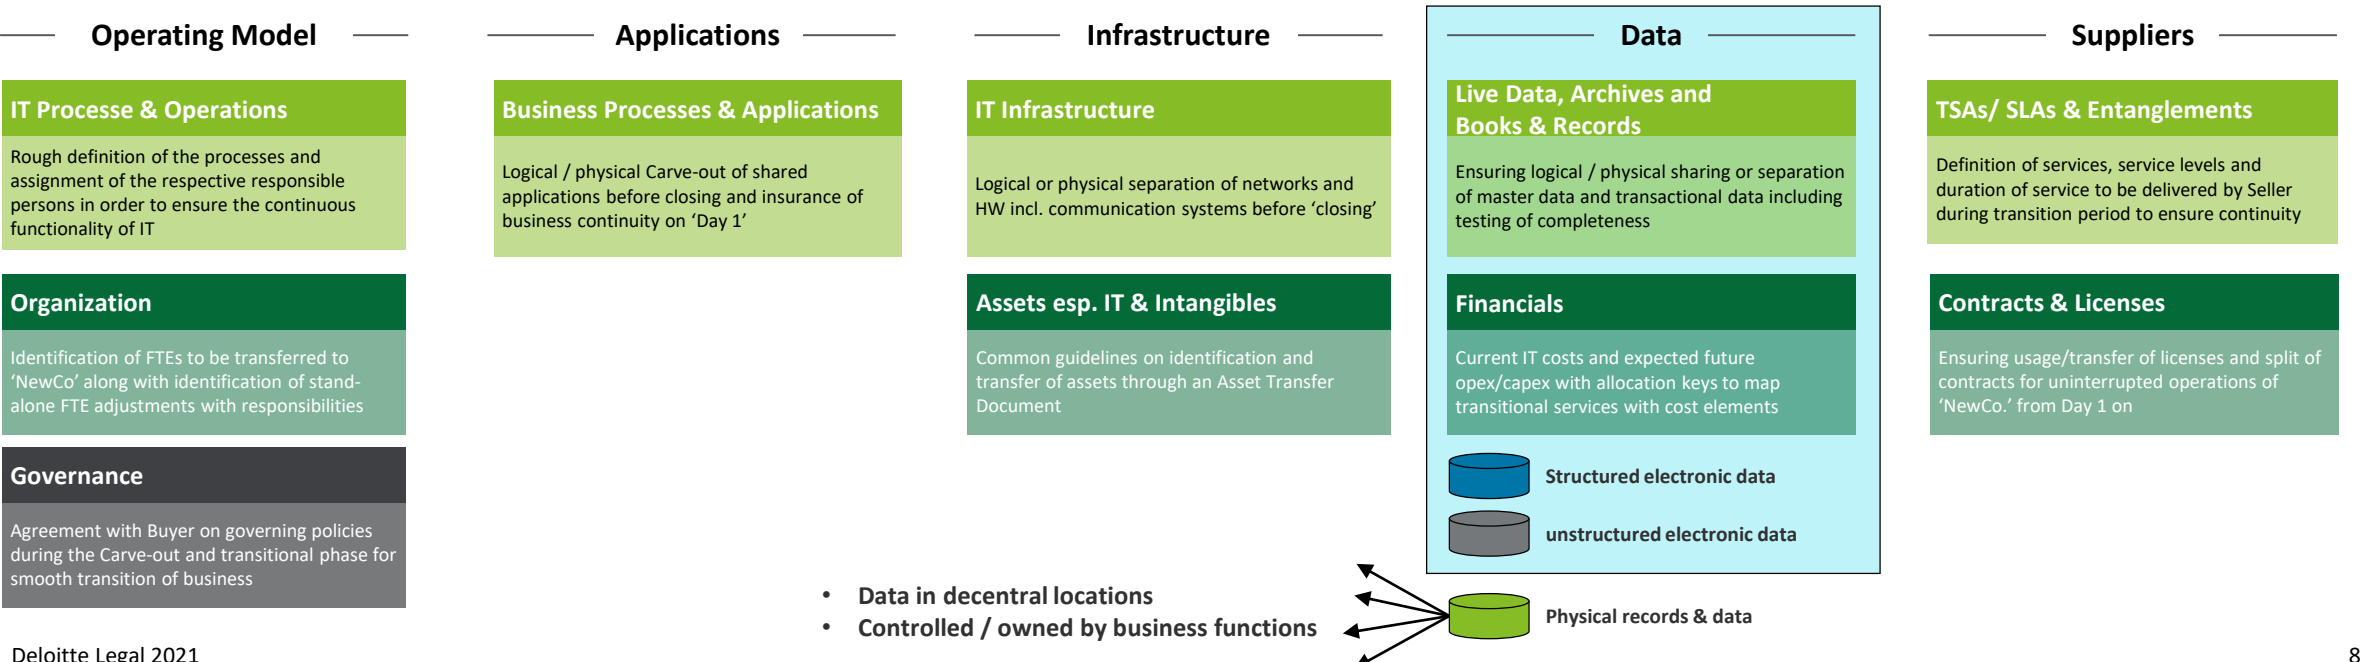 Operating Model
IT Processe & Operations
Rough definition of the processes and
assignment of the respective responsible
persons in order to ensure the continuous
functionality of IT
Organization
Identification of FTEs to be transferred to
‘NewCo’ along with identification of stand-
alone FTE adjustments with responsibilities
Governance
Agreement with Buyer on governing policies
during the Carve-out and transitional phase for
smooth transition of business
Applications
Business Processes & Applications
Logical / physical Carve-out of shared
applications before closing and insurance of
business continuity on ‘Day 1’
Infrastructure
IT Infrastructure
Logical or physical separation of networks and
HW incl. communication systems before ‘closing’
Assets esp. IT & Intangibles
Common guidelines on identification and
transfer of assets through an Asset Transfer
Document
Data
Live Data, Archives and
Books & Records
Ensuring logical / physical sharing or separation
of master data and transactional data including
testing of completeness
Financials
Current IT costs and expected future
opex/capex with allocation keys to map
transitional services with cost elements
Structured electronic data
unstructured electronic data
Physical records & data
Suppliers
TSAs/ SLAs & Entanglements
Definition of services, service levels and
duration of service to be delivered by Seller
during transition period to ensure continuity
Contracts & Licenses
Ensuring usage/transfer of licenses and split of
contracts for uninterrupted operations of
‘NewCo.’ from Day 1 on
• Data in decentral locations
• Controlled / owned by business functions
Deloitte Legal 2021
8